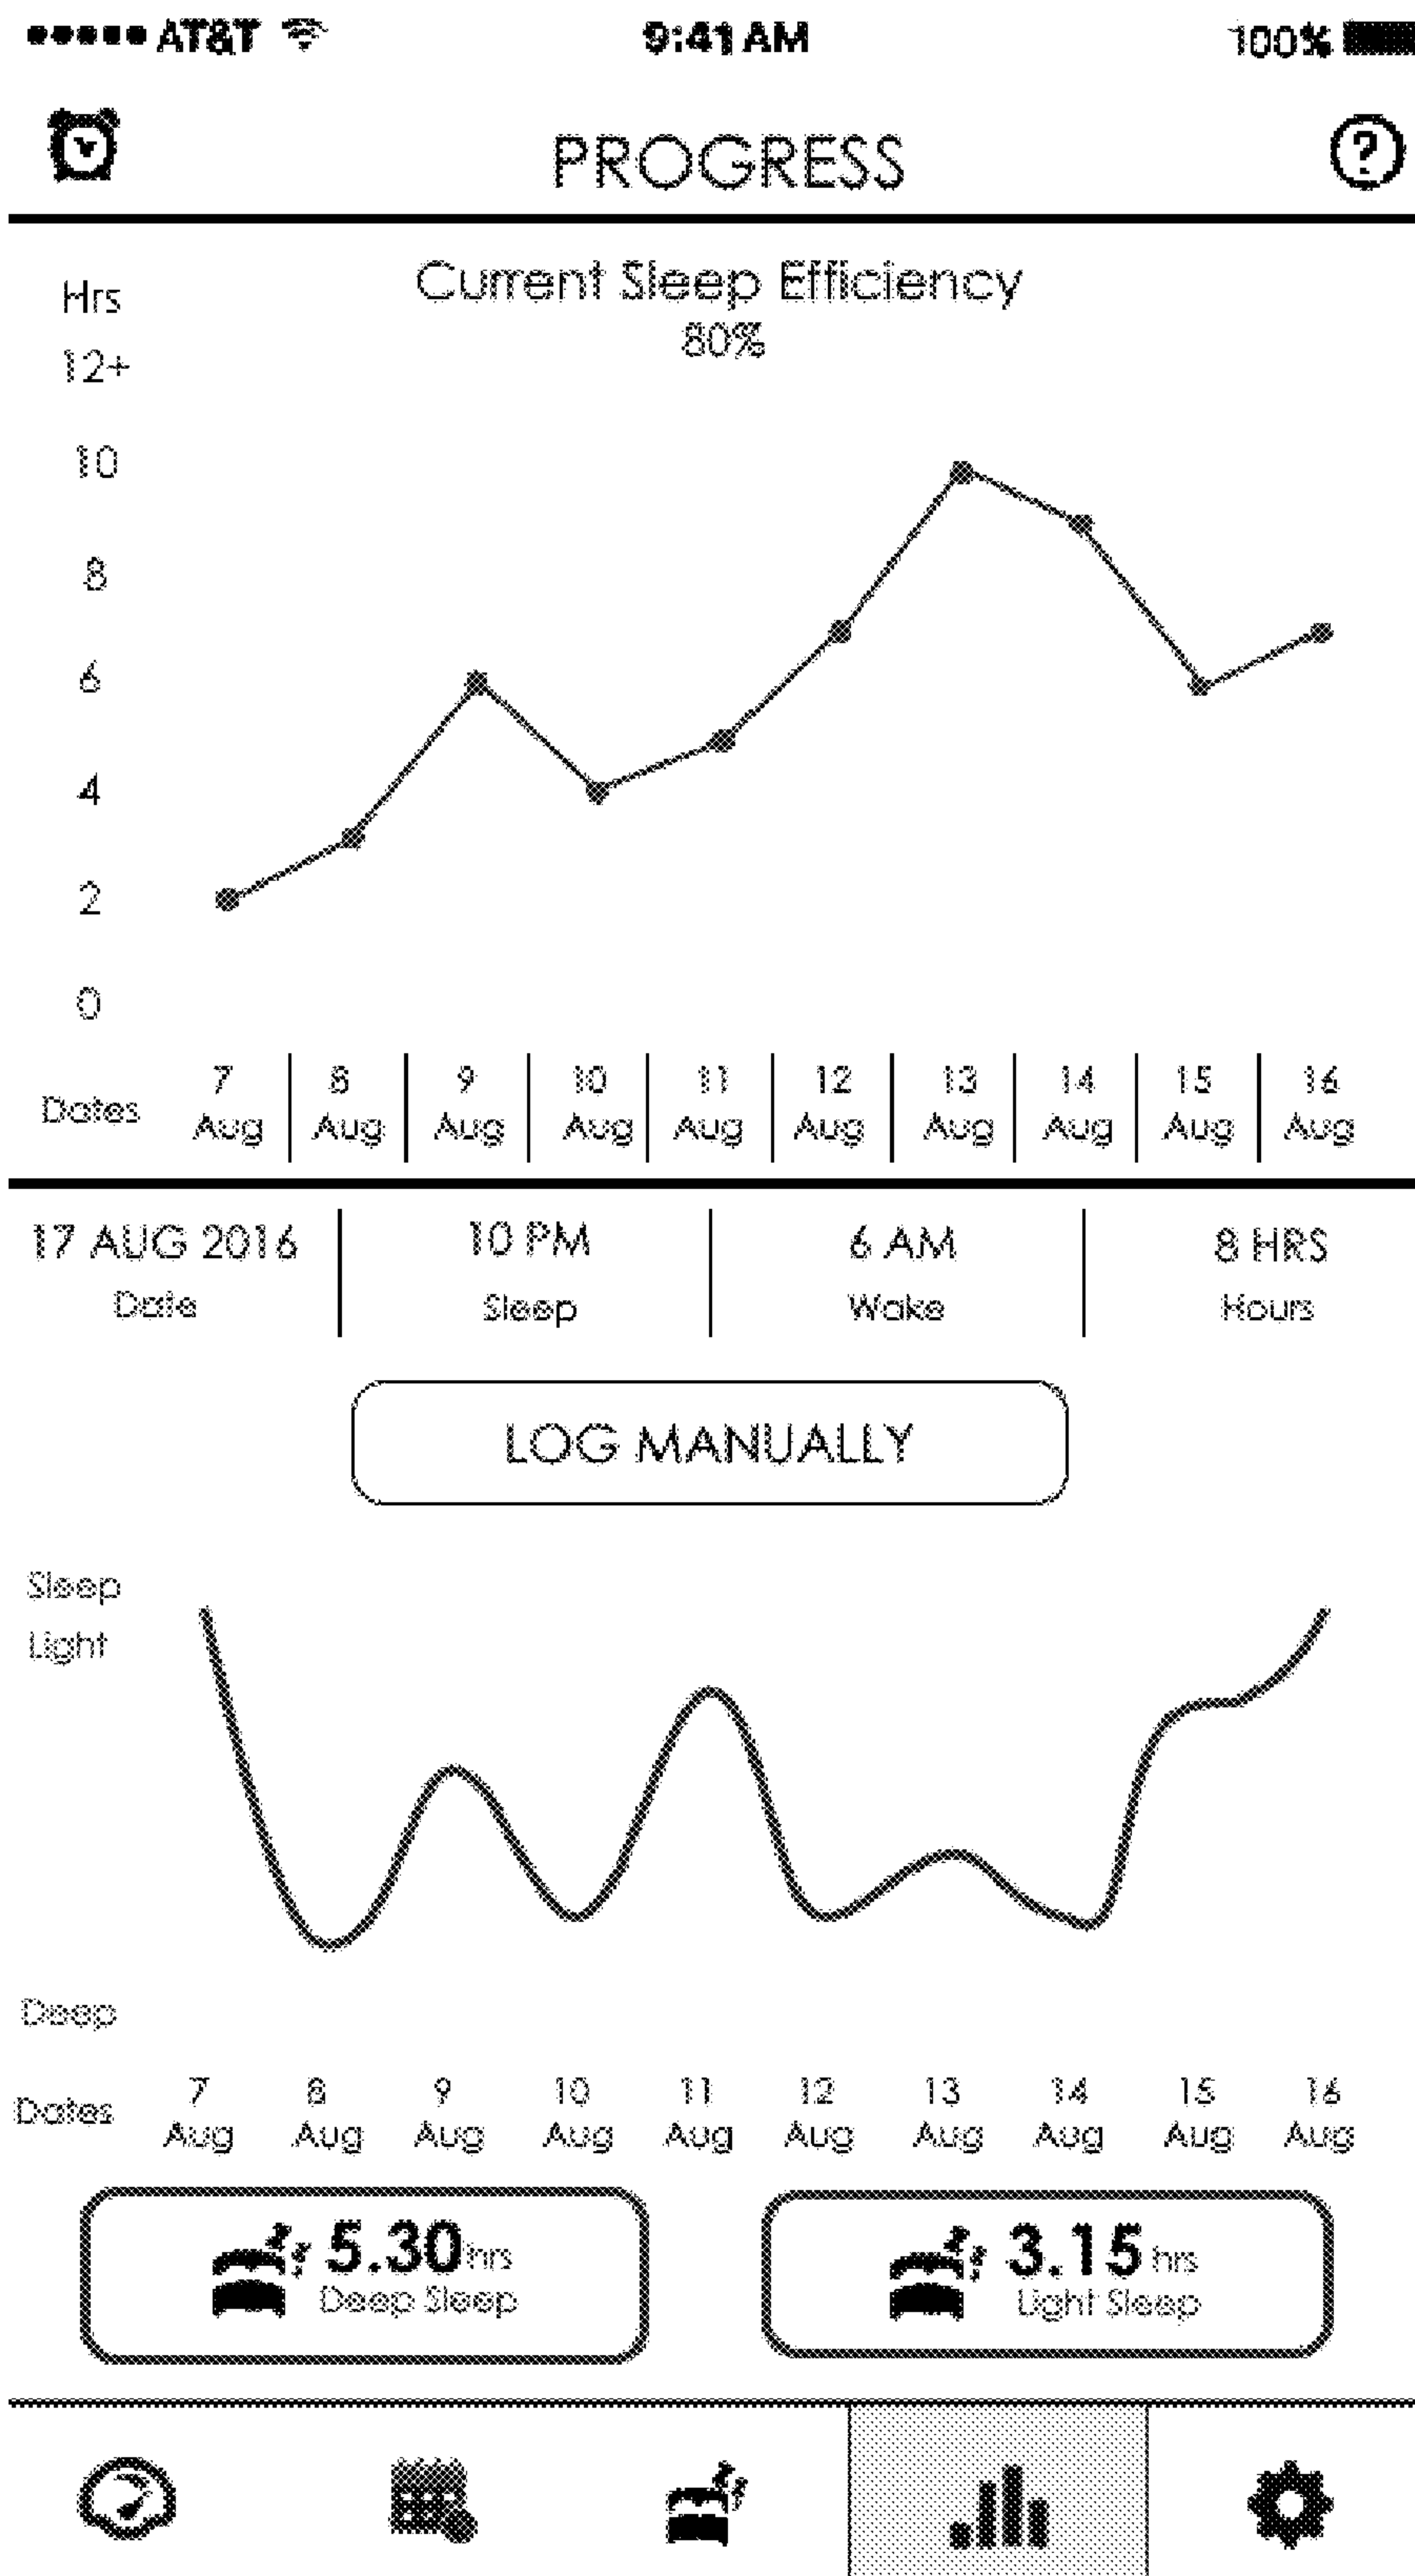 AT&T 9:41 AM 100%
PROGRESS
Current Sleep Efficiency
80%
Hrs
12+
10
8
6
4
2
0
Dates
7 Aug
8 Aug
9 Aug
10 Aug
11 Aug
12 Aug
13 Aug
14 Aug
15 Aug
16 Aug
17 AUG 2016
Date
10 PM
Sleep
6 AM
Wake
8 HRS
Hours
LOG MANUALLY
Sleep
Light
Deep
Dates
7 Aug
8 Aug
9 Aug
10 Aug
11 Aug
12 Aug
13 Aug
14 Aug
15 Aug
16 Aug
5.30 hrs
Deep Sleep
3.15 hrs
Light Sleep